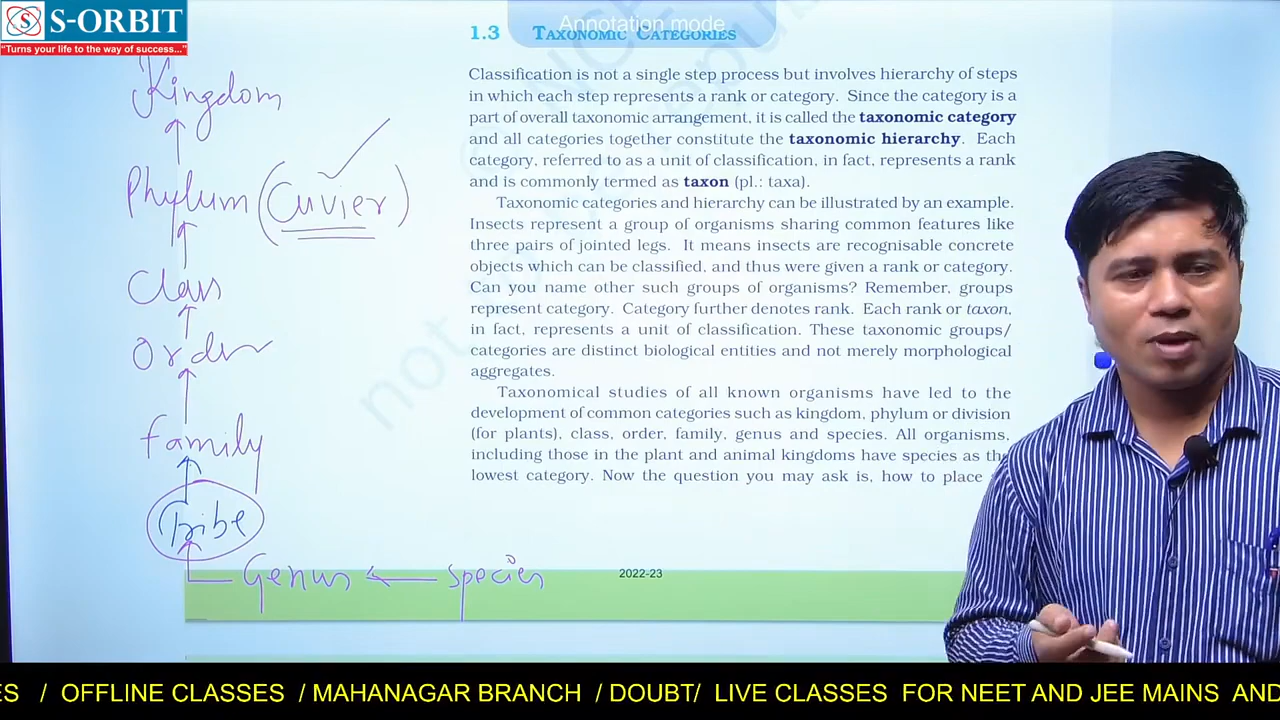 S-ORBIT
"Turns your life to the way of success..."
Annotation mode
1.3 TAXONOMIC CATEGORIES
Classification is not a single step process but involves hierarchy of steps
in which each step represents a rank or category. Since the category is a
part of overall taxonomic arrangement, it is called the taxonomic category
and all categories together constitute the taxonomic hierarchy. Each
category, referred to as a unit of classification, in fact, represents a rank
and is commonly termed as taxon (pl.: taxa).
Taxonomic categories and hierarchy can be illustrated by an example.
Insects represent a group of organisms sharing common features like
three pairs of jointed legs. It means insects are recognisable concrete
objects which can be classified, and thus were given a rank or category.
Can you name other such groups of organisms? Remember, groups
represent category. Category further denotes rank. Each rank or taxon,
in fact, represents a unit of classification. These taxonomic groups/
categories are distinct biological entities and not merely morphological
aggregates.
Taxonomical studies of all known organisms have led to the
development of common categories such as kingdom, phylum or division
(for plants), class, order, family, genus and species. All organisms,
including those in the plant and animal kingdoms have species as the
lowest category. Now the question you may ask is, how to place
2022-23
Kingdom
Phylum (Cuvier)
Class
Order
family
Tribe
Genus species
not
ES / OFFLINE CLASSES / MAHANAGAR BRANCH / DOUBT/ LIVE CLASSES FOR NEET AND JEE MAINS AND